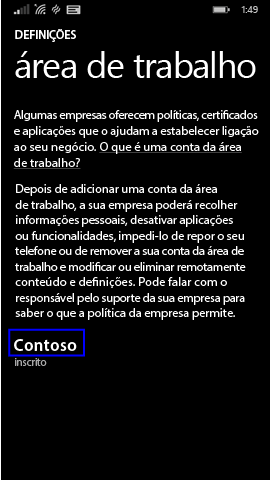 1:49
DEFINIÇÕES
área de trabalho
Algumas empresas oferecem políticas, certificados
e aplicações que o ajudam a estabelecer ligação
ao seu negócio. O que é uma conta da área
de trabalho?
Depois de adicionar uma conta da área
de trabalho, a sua empresa poderá recolher
informações pessoais, desativar aplicações
ou funcionalidades, impedi-lo de repor o seu
telefone ou de remover a sua conta da área de
trabalho e modificar ou eliminar remotamente
conteúdo e definições. Pode falar com o
responsável pelo suporte da sua empresa para
saber o que a política da empresa permite.
Contoso
inscrito